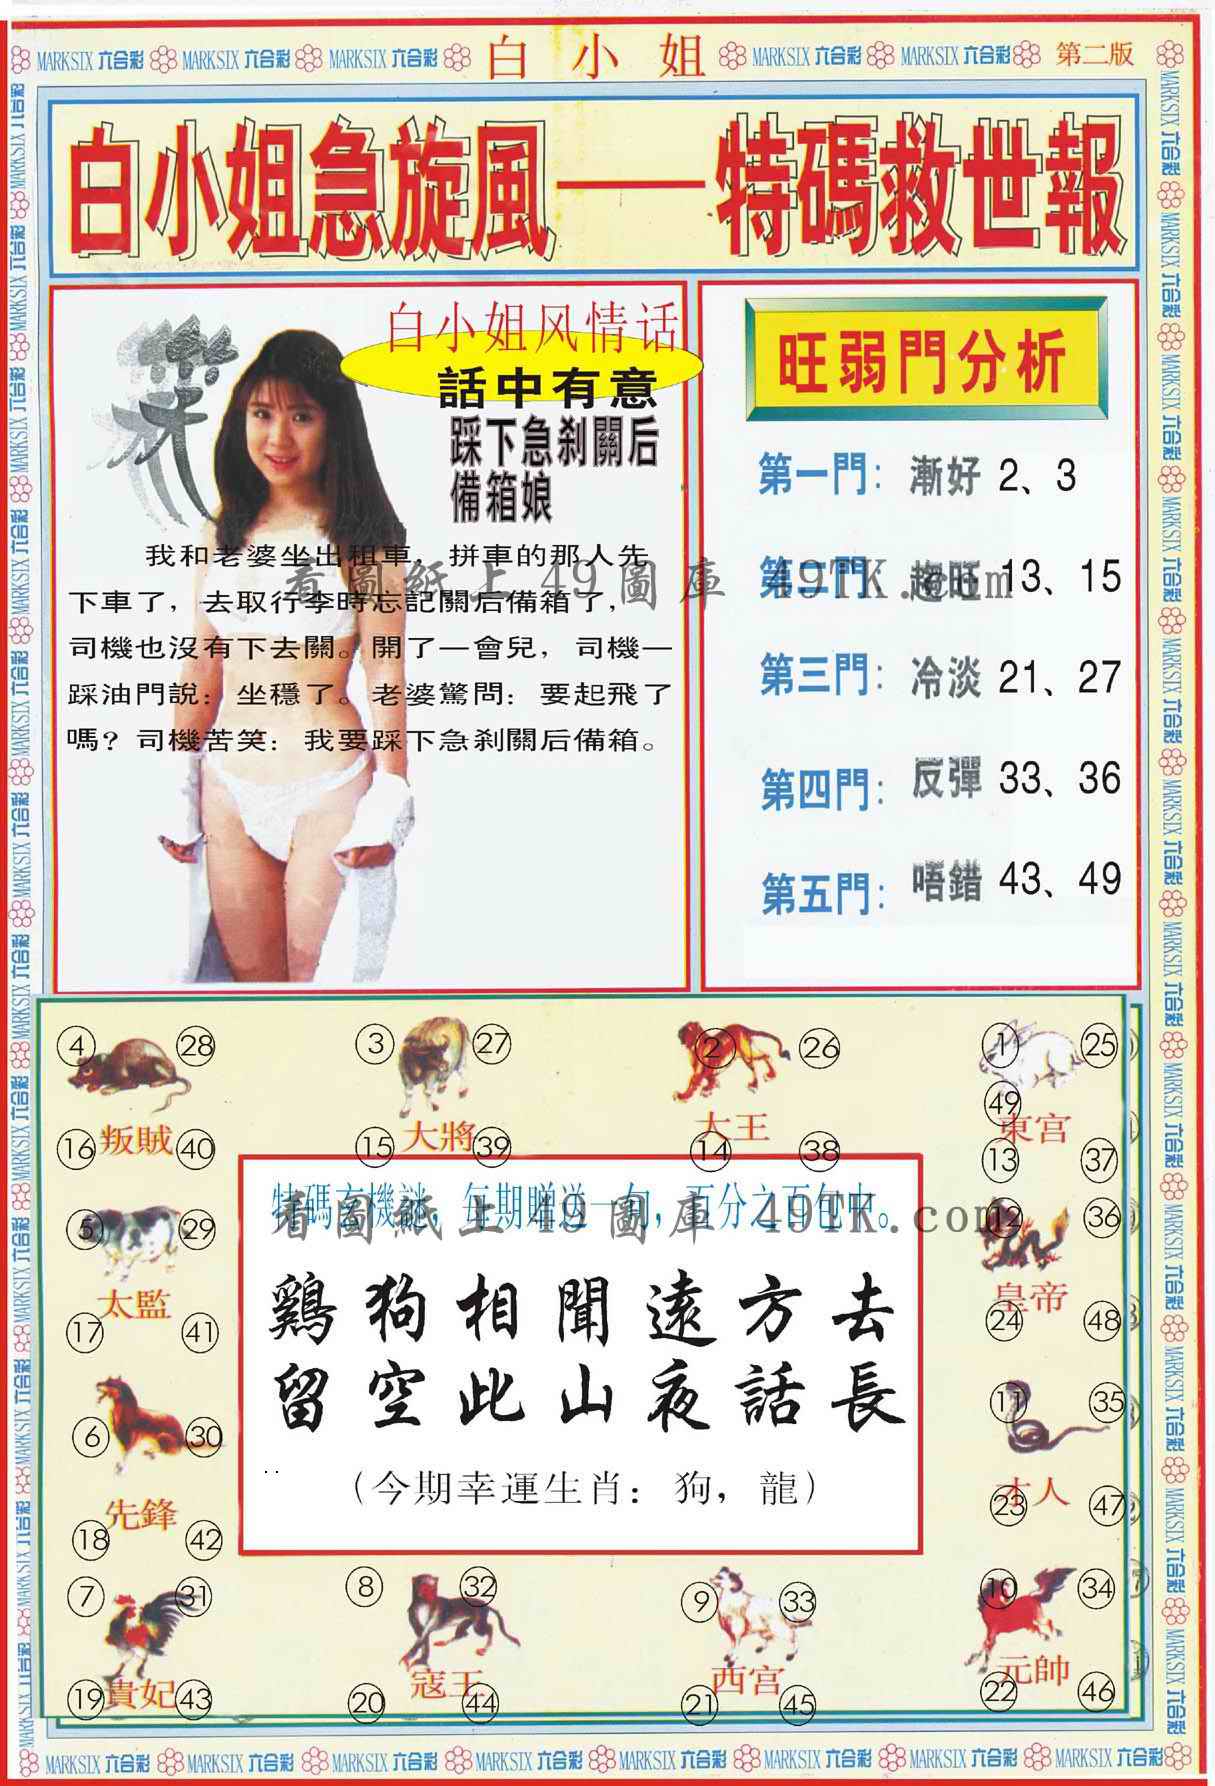 MARKSIX 六合彩 MARKSIX 六合彩 MARKSIX 六合彩 白小姐 MARKSIX 六合彩 MARKSIX 六合彩 第二版
白小姐急旋風——特碼救世報
白小姐风情话
話中有意
踩下急剎關后
備箱娘
笑
我和老婆坐出租車，拼車的那人先
下車了，去取行李時忘記關后備箱了，
司機也沒有下去關。開了一會兒，司機一
踩油門說：坐穩了。老婆驚問：要起飛了
嗎？司機苦笑：我要踩下急剎關后備箱。
旺弱門分析
第一門：漸好 2、3
第二門：趨旺 13、15
第三門：冷淡 21、27
第四門：反彈 33、36
第五門：唔錯 43、49
看圖紙上49圖庫 49TK.com
④ ㉘ ③ ㉗ ② ㉖ ① ㉕
㊾
叛賊 大將 大王 東宮
⑯ ㊵ ⑮ ㊴ ⑭ ㊳ ⑬ ㊲
特碼玄機謎，每期贈送一句，百分之百包中。
看圖紙上49圖庫 49TK.com
⑤ ㉙ ⑫ ㊱
太監 皇帝
⑰ ㊶ ㉔ ㊽
鷄狗相聞遠方去
留空此山夜話長
（今期幸運生肖：狗，龍）
⑥ ㉚ ⑪ ㉟
先鋒 才人
⑱ ㊷ ㉓ ㊼
⑦ ㉛ ⑧ ㉜ ⑨ ㉝ ⑩ ㉞
貴妃 寇王 西宮 元帥
⑲ ㊸ ⑳ ㊹ ㉑ ㊺ ㉒ ㊻
MARKSIX 六合彩 MARKSIX 六合彩 MARKSIX 六合彩 MARKSIX 六合彩 MARKSIX 六合彩 MARKSIX 六合彩 MARKSIX 六合彩 MARKSIX 六合彩